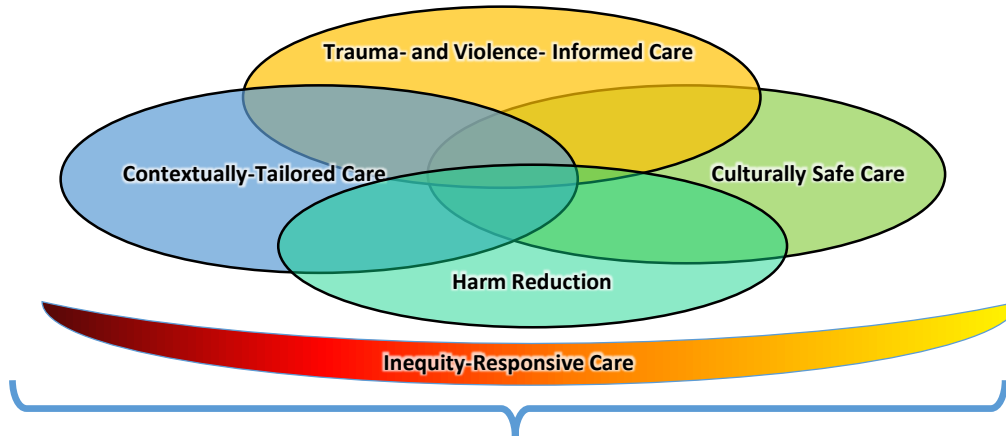 Trauma- and Violence- Informed Care
Contextually-Tailored Care
Culturally Safe Care
Harm Reduction
Inequity-Responsive Care